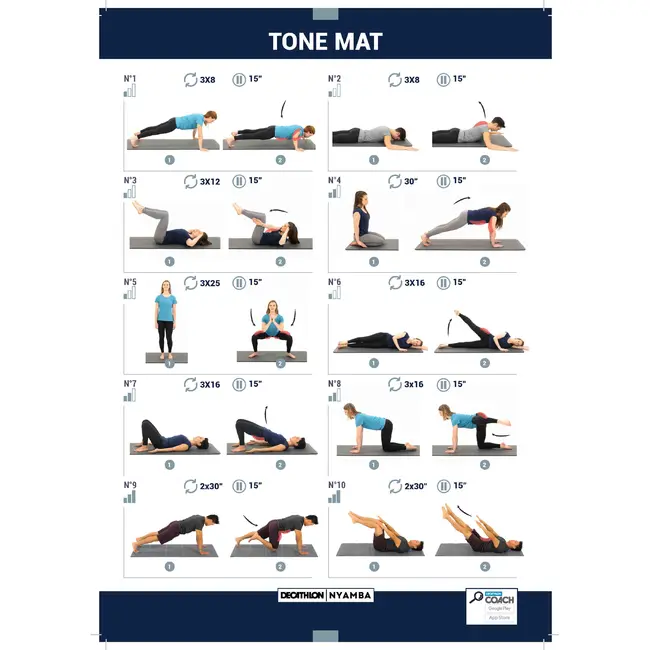 TONE MAT
N°1 3X8 15"
1 2
N°2 3X8 15"
1 2
N°3 3X12 15"
1 2
N°4 30" 15"
1 2
N°5 3X25 15"
1 2
N°6 3X16 15"
1 2
N°7 3X16 15"
1 2
N°8 3x16 15"
1 2
N°9 2x30" 15"
1 2
N°10 2x30" 15"
1 2
DECATHLON NYAMBA
DECATHLON
COACH
Google Play
App Store